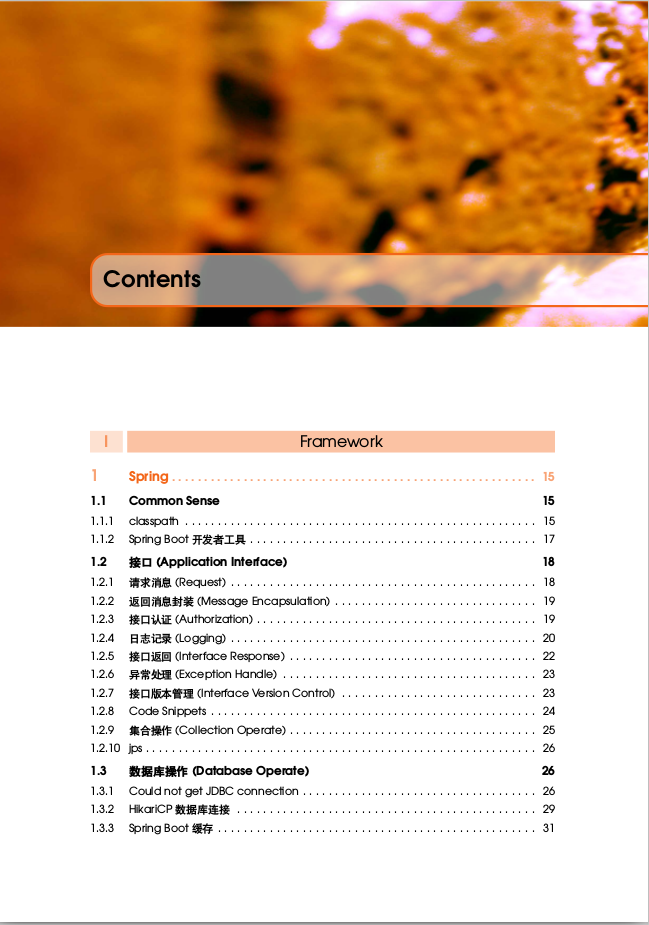 Contents
I Framework
1 Spring 15
1.1 Common Sense 15
1.1.1 classpath 15
1.1.2 Spring Boot 开发者工具 17
1.2 接口 (Application Interface) 18
1.2.1 请求消息 (Request) 18
1.2.2 返回消息封装 (Message Encapsulation) 19
1.2.3 接口认证 (Authorization) 19
1.2.4 日志记录 (Logging) 20
1.2.5 接口返回 (Interface Response) 22
1.2.6 异常处理 (Exception Handle) 23
1.2.7 接口版本管理 (Interface Version Control) 23
1.2.8 Code Snippets 24
1.2.9 集合操作 (Collection Operate) 25
1.2.10 jps 26
1.3 数据库操作 (Database Operate) 26
1.3.1 Could not get JDBC connection 26
1.3.2 HikariCP 数据库连接 29
1.3.3 Spring Boot 缓存 31